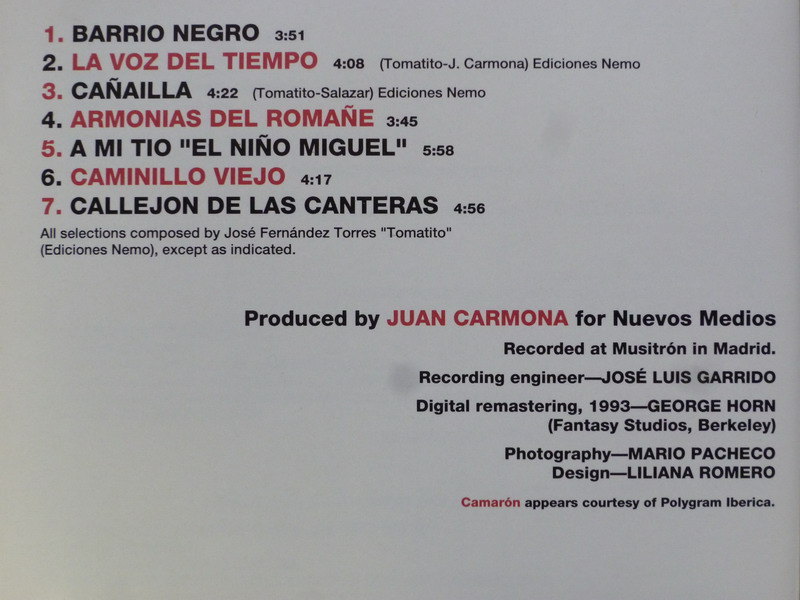 1. BARRIO NEGRO 3:51
2. LA VOZ DEL TIEMPO 4:08 (Tomatito-J. Carmona) Ediciones Nemo
3. CAÑAILLA 4:22 (Tomatito-Salazar) Ediciones Nemo
4. ARMONIAS DEL ROMAÑE 3:45
5. A MI TIO "EL NIÑO MIGUEL" 5:58
6. CAMINILLO VIEJO 4:17
7. CALLEJON DE LAS CANTERAS 4:56
All selections composed by José Fernández Torres "Tomatito"
(Ediciones Nemo), except as indicated.
Produced by JUAN CARMONA for Nuevos Medios
Recorded at Musitrón in Madrid.
Recording engineer—JOSÉ LUIS GARRIDO
Digital remastering, 1993—GEORGE HORN
(Fantasy Studios, Berkeley)
Photography—MARIO PACHECO
Design—LILIANA ROMERO
Camarón appears courtesy of Polygram Iberica.